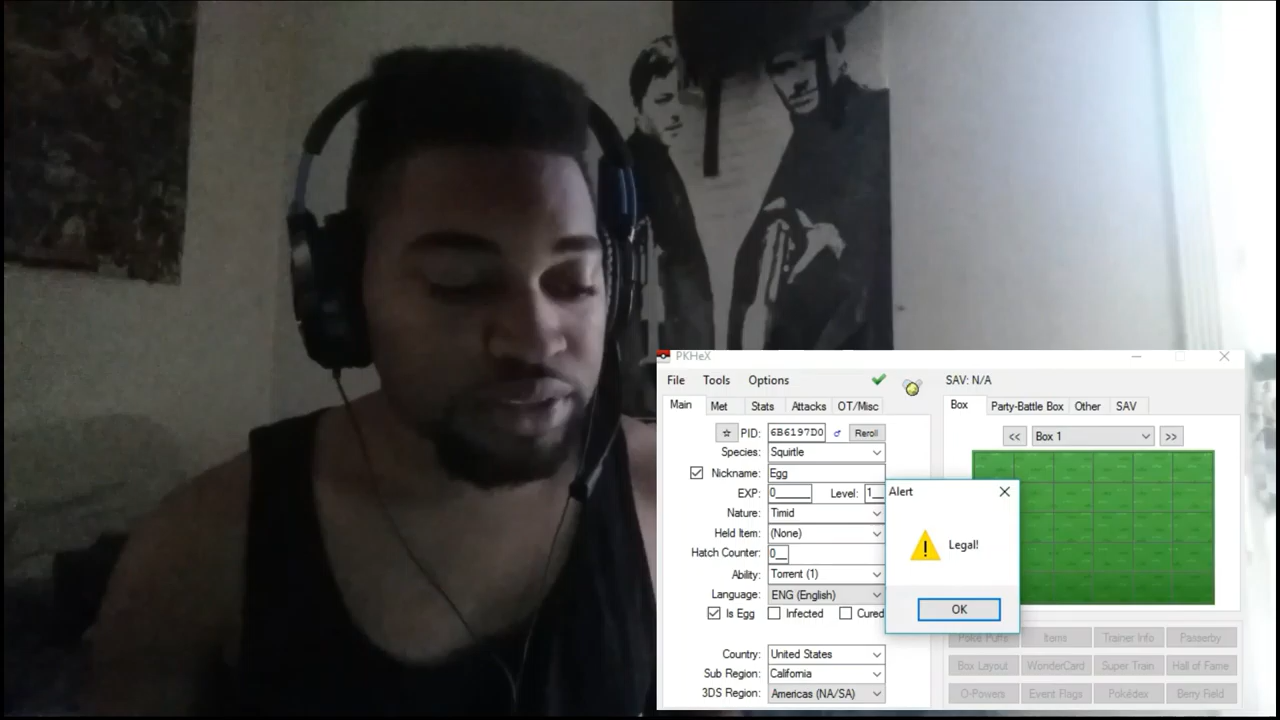 PKHeX
File Tools Options SAV: N/A
Main Met Stats Attacks OT/Misc Box Party-Battle Box Other SAV
PID: 6B6197D0 Reroll << Box 1 >>
Species: Squirtle
Nickname: Egg
EXP: 0 Level: 1 Alert
Nature: Timid
Held Item: (None) Legal!
Hatch Counter: 0
Ability: Torrent (1)
Language: ENG (English) OK
Is Egg Infected Cured
Poke Puffs Items Trainer Info Passerby
Country: United States Box Layout WonderCard Super Train Hall of Fame
Sub Region: California
3DS Region: Americas (NA/SA) O-Powers Event Flags Pokédex Berry Field